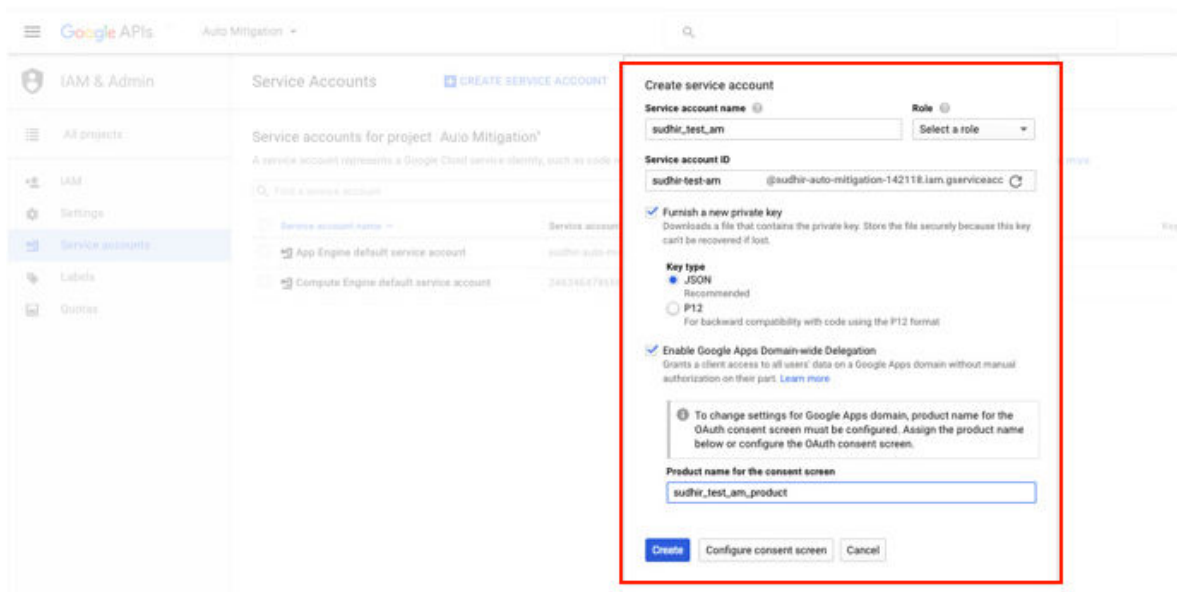 Google APIs
Auto Mitigation
IAM & Admin
Service Accounts
CREATE SERVICE ACCOUNT
All projects
Service accounts for project "Auto Mitigation"
A service account represents a Google Cloud service identity, such as code
IAM
Find a service account
Settings
Service account name
Service account
Service accounts
App Engine default service account
Labels
Compute Engine default service account
Quotas
Create service account
Service account name
Role
sudhir_test_am
Select a role
Service account ID
sudhir-test-am @sudhir-auto-mitigation-142118.iam.gserviceacc
Furnish a new private key
Downloads a file that contains the private key. Store the file securely because this key
can't be recovered if lost.
Key type
JSON
Recommended
P12
For backward compatibility with code using the P12 format
Enable Google Apps Domain-wide Delegation
Grants a client access to all users' data on a Google Apps domain without manual
authorization on their part. Learn more
To change settings for Google Apps domain, product name for the
OAuth consent screen must be configured. Assign the product name
below or configure the OAuth consent screen.
Product name for the consent screen
sudhir_test_am_product
Create
Configure consent screen
Cancel